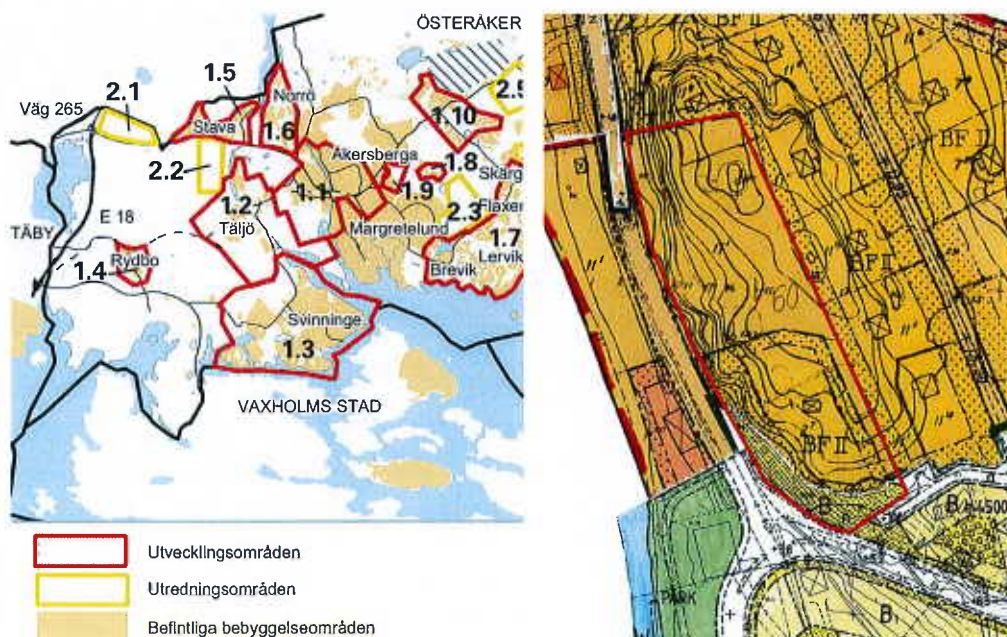 ÖSTERÅKER
1.5
2.1
Norrö
Väg 265
Stava
1.6
1.10
2.2
Åkersberga
1.8
1.2
1.1
1.9
Skärg
E 18
2.3
Flaxen
TÄBY
Täljö
Margretelund
1.7
Rydbo
Brevik
Lervik
1.4
Svinninge
1.3
VAXHOLMS STAD
Utvecklingsområden
Utredningsområden
Befintliga bebyggelseområden
BF II
BF II
BF II
BF II
60
B
B
PARK
B